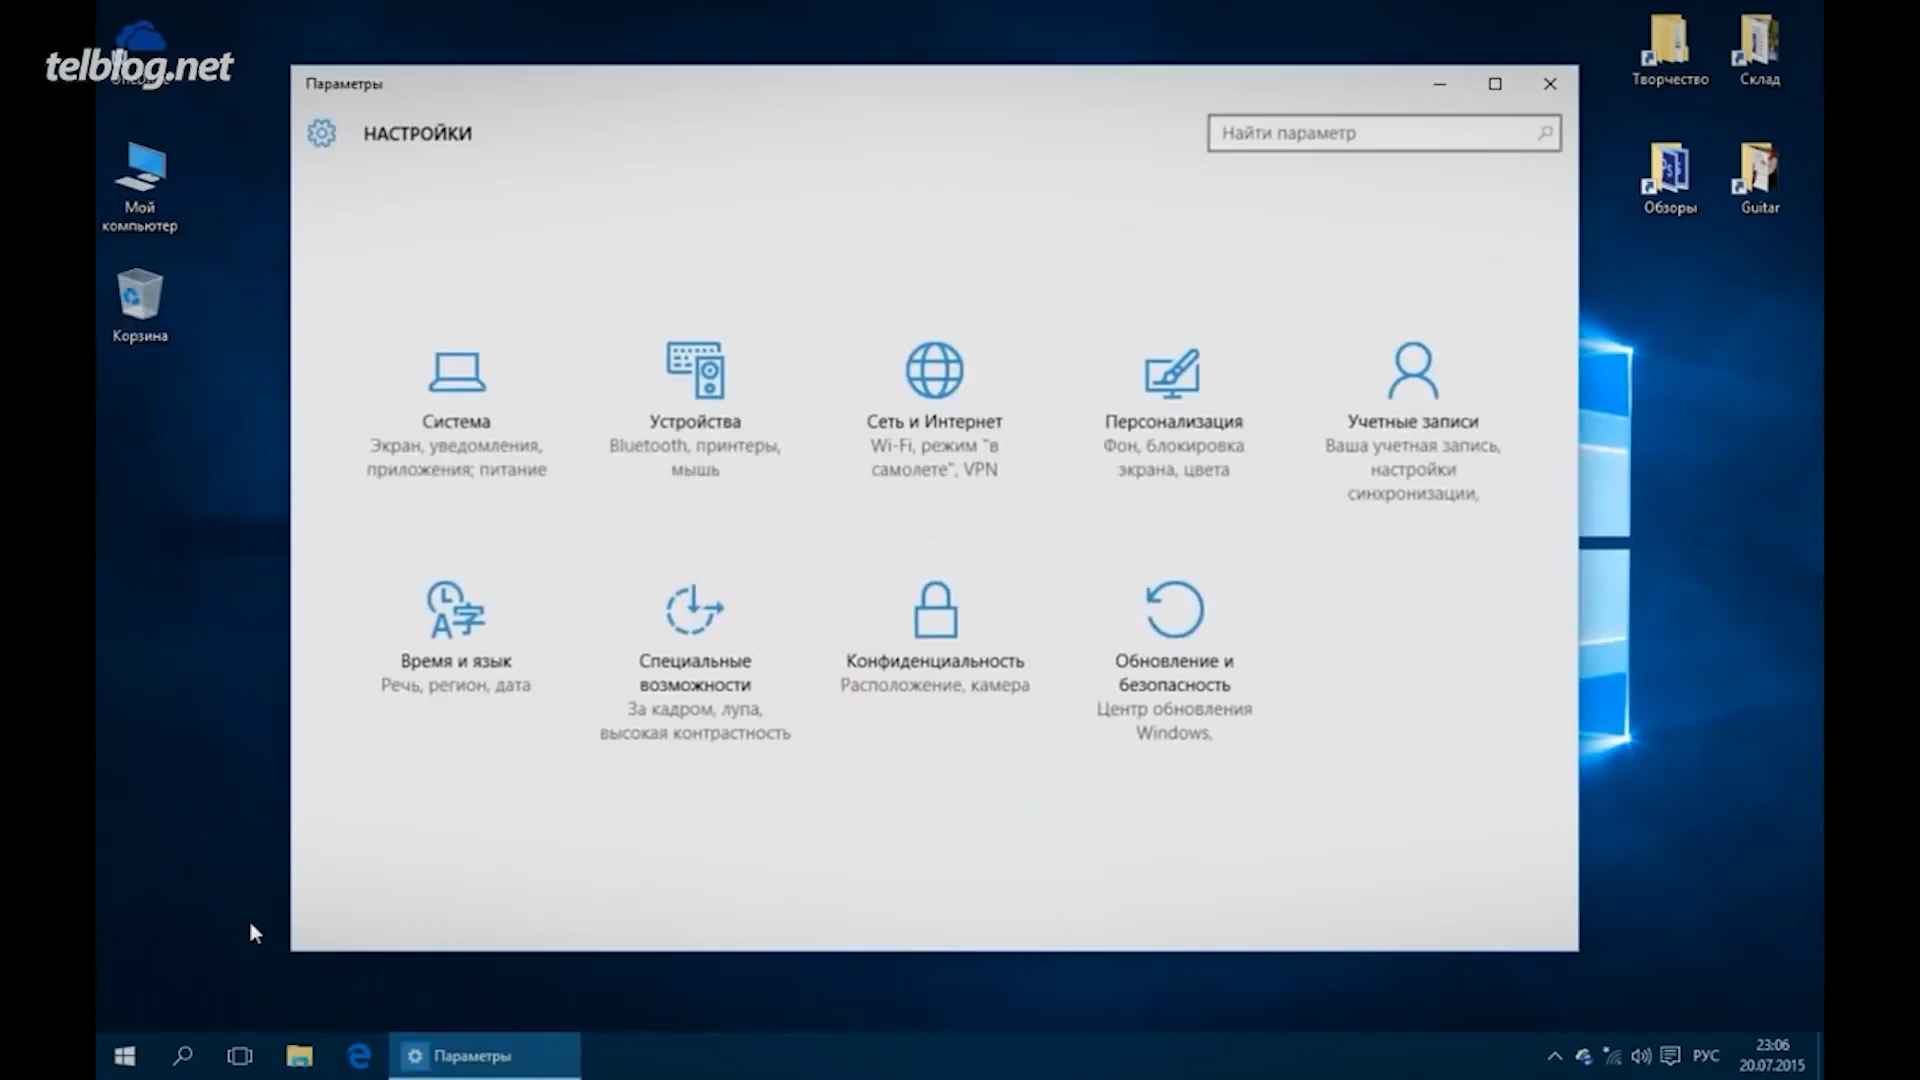 telblog.net
Параметры
НАСТРОЙКИ
Найти параметр
Мой
компьютер
Корзина
Творчество
Склад
Обзоры
Guitar
Система
Экран, уведомления,
приложения; питание
Устройства
Bluetooth, принтеры,
мышь
Сеть и Интернет
Wi-Fi, режим "в
самолете", VPN
Персонализация
Фон, блокировка
экрана, цвета
Учетные записи
Ваша учетная запись,
настройки
синхронизации,
Время и язык
Речь, регион, дата
Специальные
возможности
За кадром, лупа,
высокая контрастность
Конфиденциальность
Расположение, камера
Обновление и
безопасность
Центр обновления
Windows,
Параметры
РУС
23:06
20.07.2015